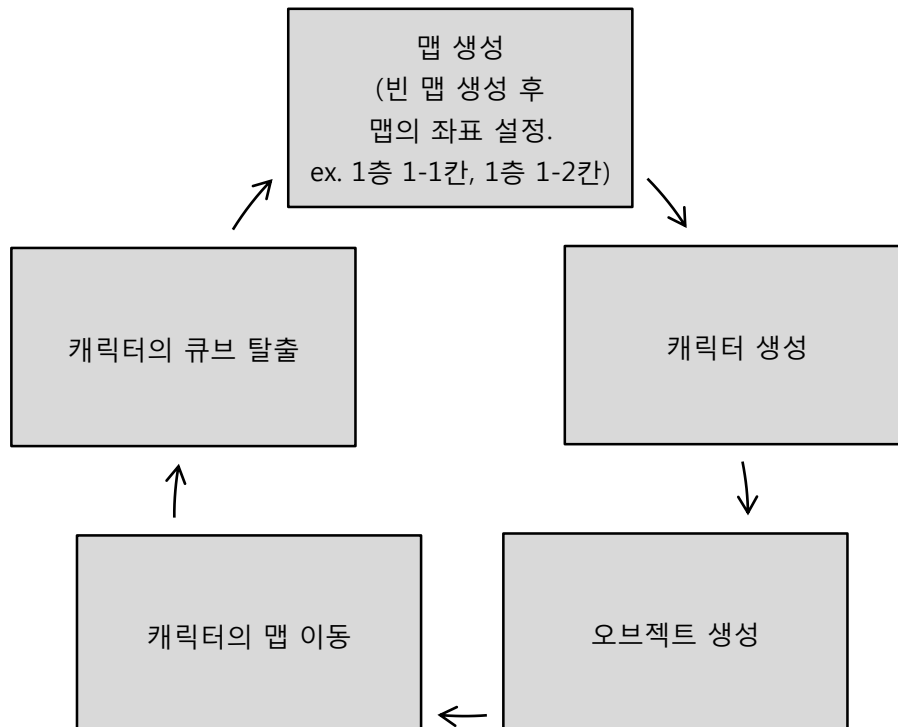 맵 생성
(빈 맵 생성 후
맵의 좌표 설정.
ex. 1층 1-1칸, 1층 1-2칸)
캐릭터 생성
오브젝트 생성
캐릭터의 맵 이동
캐릭터의 큐브 탈출